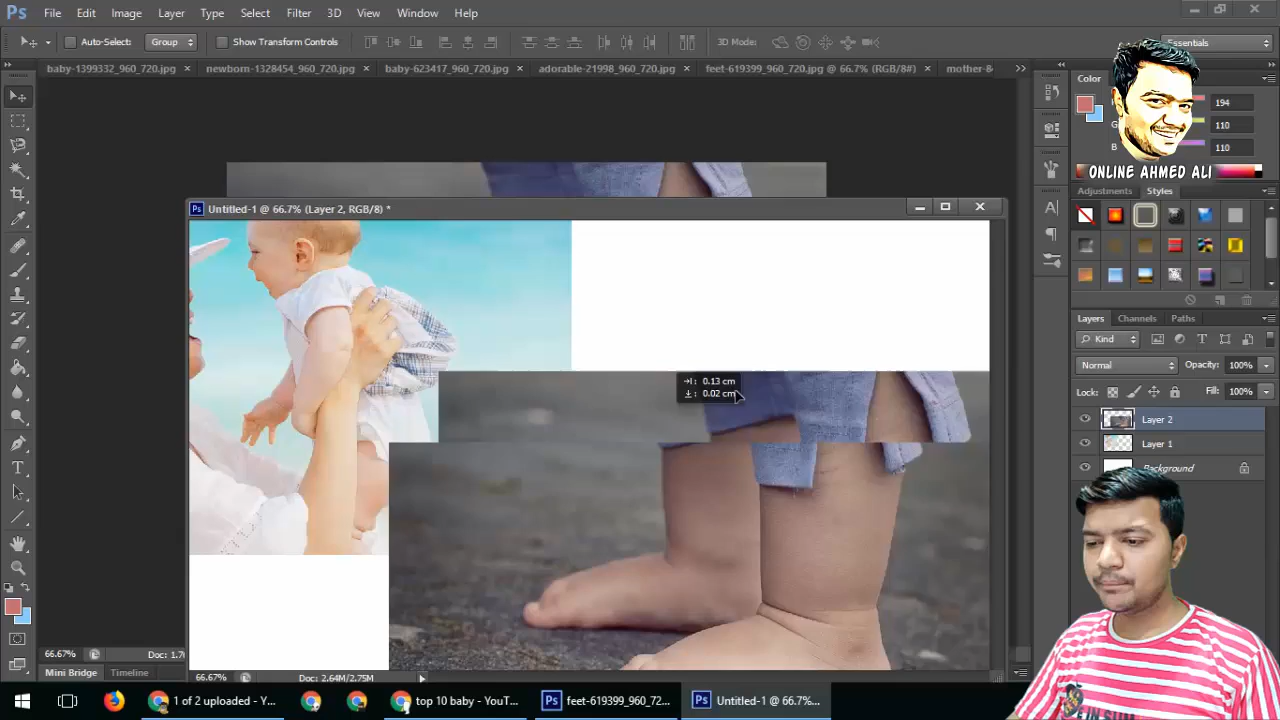 Ps File Edit Image Layer Type Select Filter 3D View Window Help
Auto-Select: Group Show Transform Controls 3D Mode: Essentials
baby-1399332_960_720.jpg × newborn-1328454_960_720.jpg × baby-623417_960_720.jpg × adorable-21998_960_720.jpg × feet-619399_960_720.jpg @ 66.7% (RGB/8#) × mother-8
Color
194
110
B 110
ONLINE AHMED ALI
Adjustments Styles
Ps Untitled-1 @ 66.7% (Layer 2, RGB/8) *
Layers Channels Paths
Kind
Normal Opacity: 100%
Lock: Fill: 100%
0.13 cm
0.02 cm
Layer 2
Layer 1
Background
66.67% Doc: 1.7
Mini Bridge Timeline
66.67% Doc: 2.64M/2.75M
1 of 2 uploaded - Y...
top 10 baby - YouT...
Ps feet-619399_960_72...
Ps Untitled-1 @ 66.7%...